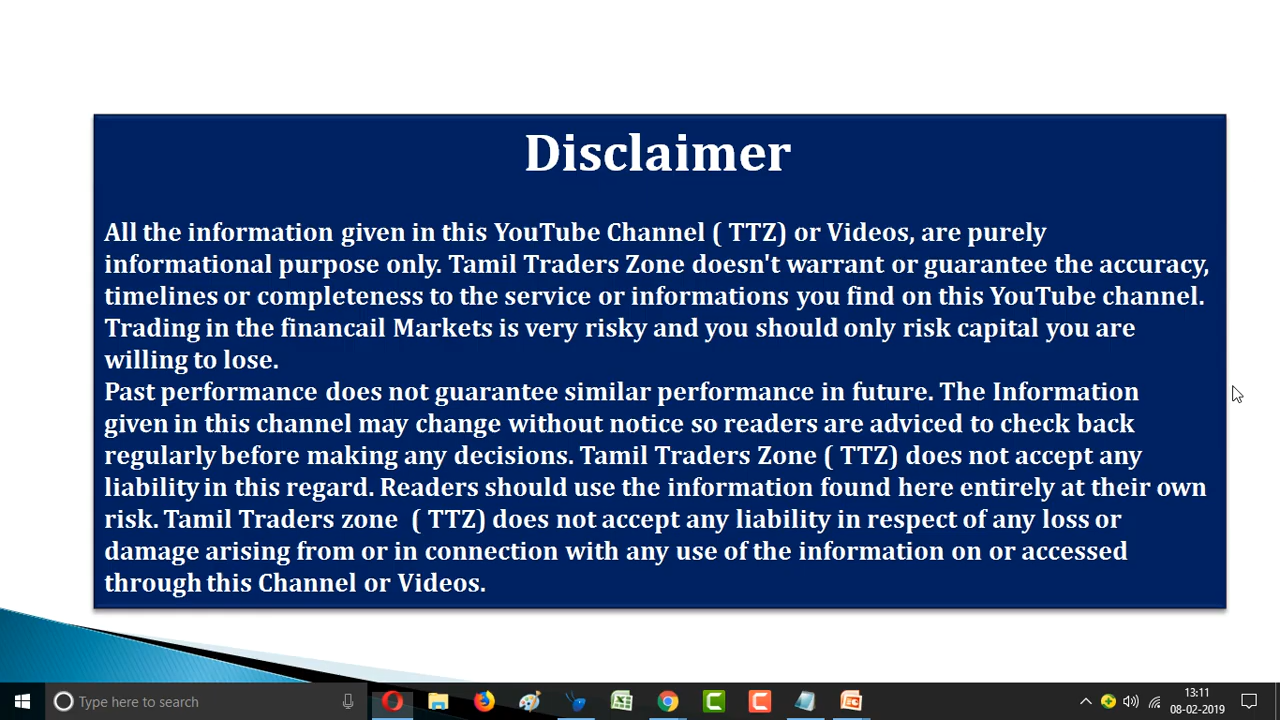 Disclaimer
All the information given in this YouTube Channel ( TTZ) or Videos, are purely
informational purpose only. Tamil Traders Zone doesn't warrant or guarantee the accuracy,
timelines or completeness to the service or informations you find on this YouTube channel.
Trading in the financail Markets is very risky and you should only risk capital you are
willing to lose.
Past performance does not guarantee similar performance in future. The Information
given in this channel may change without notice so readers are adviced to check back
regularly before making any decisions. Tamil Traders Zone ( TTZ) does not accept any
liability in this regard. Readers should use the information found here entirely at their own
risk. Tamil Traders zone  ( TTZ) does not accept any liability in respect of any loss or
damage arising from or in connection with any use of the information on or accessed
through this Channel or Videos.
Type here to search
13:11
08-02-2019